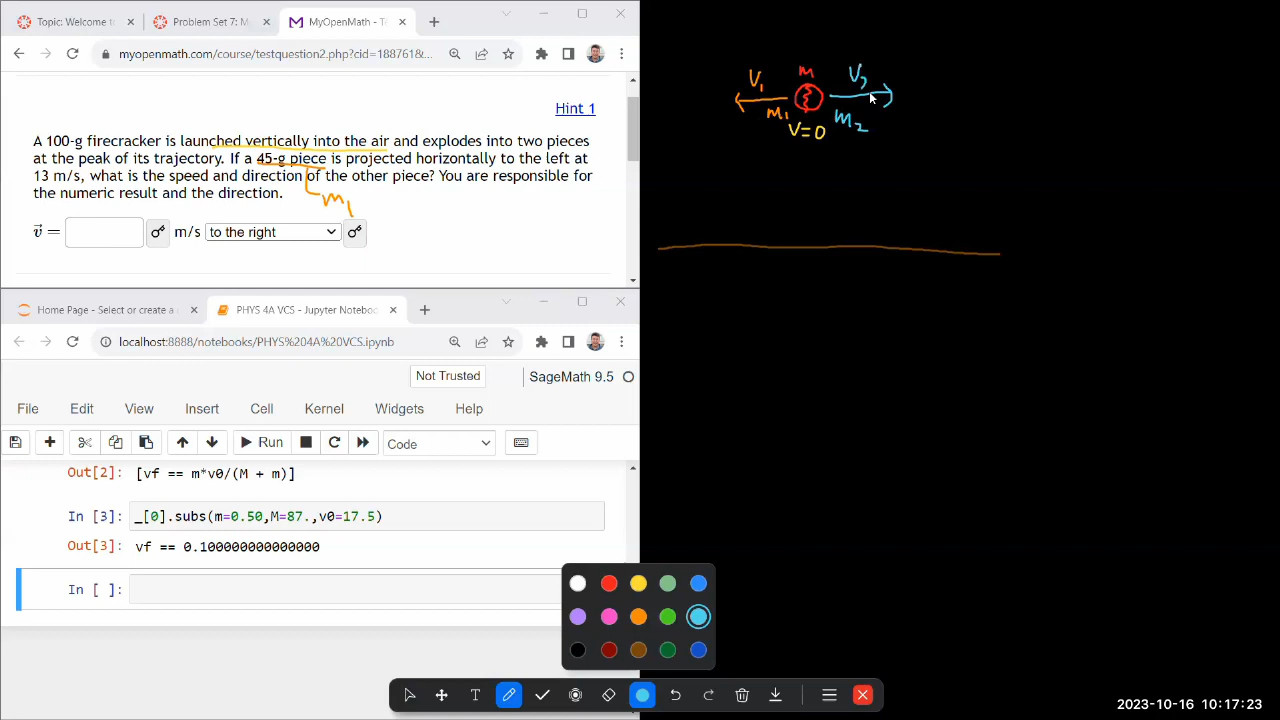 Topic: Welcome t
Problem Set 7: M
MyOpenMath - Te
myopenmath.com/course/testquestion2.php?cid=188761&...
Hint 1
A 100-g firecracker is launched vertically into the air and explodes into two pieces
at the peak of its trajectory. If a 45-g piece is projected horizontally to the left at
13 m/s, what is the speed and direction of the other piece? You are responsible for
the numeric result and the direction.
m₁
v⃗ =
m/s
to the right
Home Page - Select or create a
PHYS 4A VCS - Jupyter Noteboo
localhost:8888/notebooks/PHYS%204A%20VCS.ipynb
Not Trusted
SageMath 9.5
File Edit View Insert Cell Kernel Widgets Help
Run
Code
Out[2]: [vf == m*v0/(M + m)]
In [3]: _[0].subs(m=0.50,M=87.,v0=17.5)
Out[3]: vf == 0.100000000000000
In [ ]:
V₁ m V₂
m₁ m₂
V=0
T
2023-10-16 10:17:23